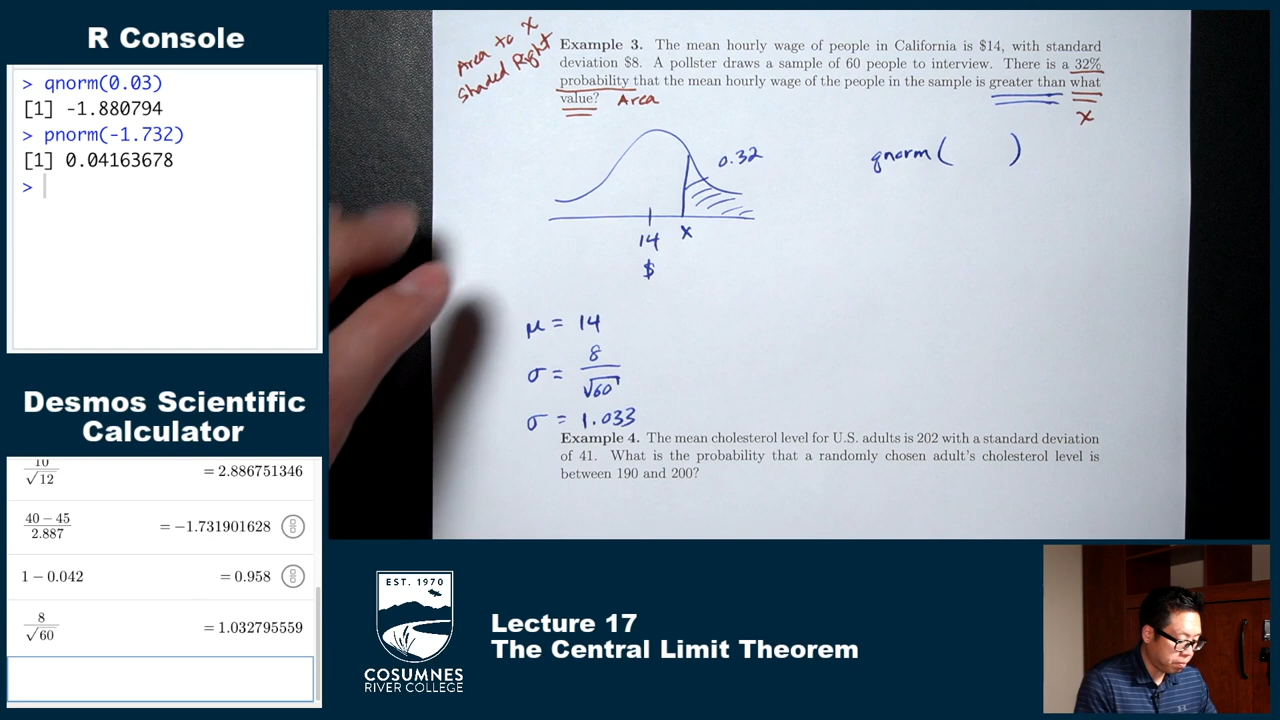 R Console
> qnorm(0.03)
[1] -1.880794
> pnorm(-1.732)
[1] 0.04163678
>
Desmos Scientific
Calculator
10
√12
= 2.886751346
40 − 45
2.887
= −1.731901628
1 − 0.042
= 0.958
8
√60
= 1.032795559
Area to x
shaded Right
Example 3. The mean hourly wage of people in California is $14, with standard
deviation $8. A pollster draws a sample of 60 people to interview. There is a 32%
probability that the mean hourly wage of the people in the sample is greater than what
value? Area
x
0.32
qnorm( )
14
x
$
μ = 14
σ = 8
√60
σ = 1.033
Example 4. The mean cholesterol level for U.S. adults is 202 with a standard deviation
of 41. What is the probability that a randomly chosen adult's cholesterol level is
between 190 and 200?
EST. 1970
COSUMNES
RIVER COLLEGE
Lecture 17
The Central Limit Theorem